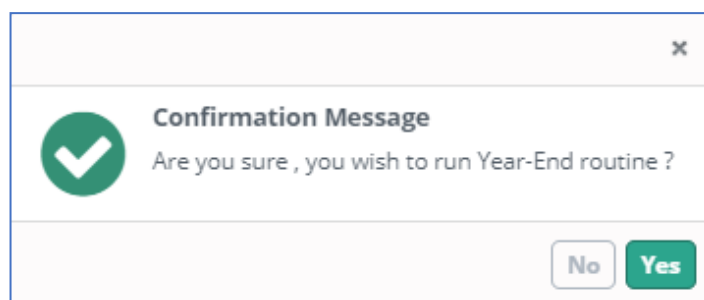 ×
Confirmation Message
Are you sure , you wish to run Year-End routine ?
No Yes